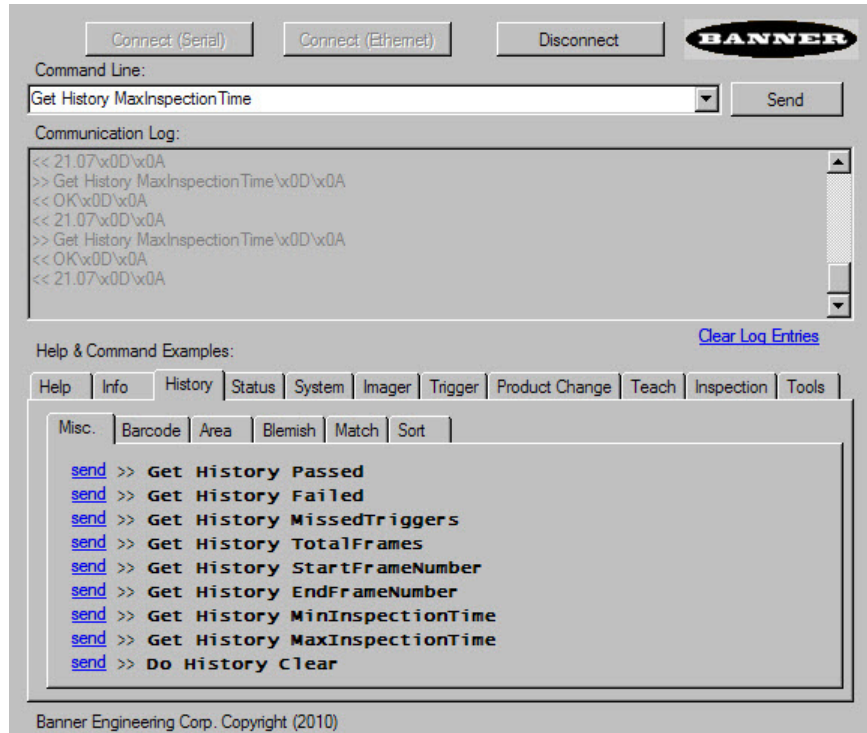 Connect (Serial) Connect (Ethernet) Disconnect BANNER
Command Line:
Get History MaxInspectionTime Send
Communication Log:
<< 21.07\x0D\x0A
>> Get History MaxInspectionTime\x0D\x0A
<< OK\x0D\x0A
<< 21.07\x0D\x0A
>> Get History MaxInspectionTime\x0D\x0A
<< OK\x0D\x0A
<< 21.07\x0D\x0A
Clear Log Entries
Help & Command Examples:
Help Info History Status System Imager Trigger Product Change Teach Inspection Tools
Misc. Barcode Area Blemish Match Sort
send >> Get History Passed
send >> Get History Failed
send >> Get History MissedTriggers
send >> Get History TotalFrames
send >> Get History StartFrameNumber
send >> Get History EndFrameNumber
send >> Get History MinInspectionTime
send >> Get History MaxInspectionTime
send >> Do History Clear
Banner Engineering Corp. Copyright (2010)